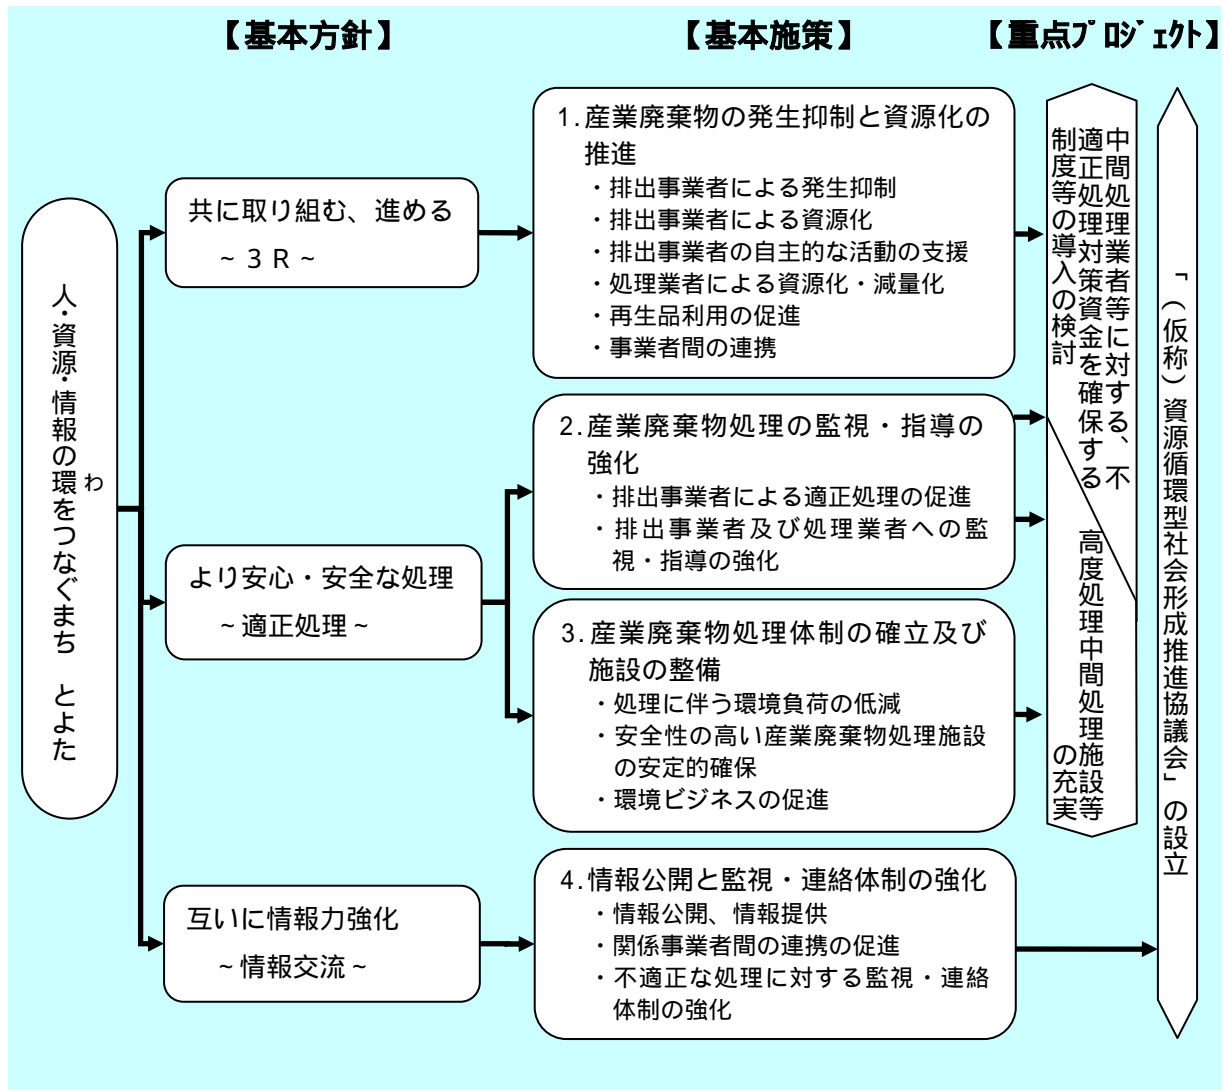 【基本方針】
【基本施策】
【重点プロジェクト】
人・資源・情報の環をつなぐまち　とよた
わ
共に取り組む、進める
~３Ｒ~
より安心・安全な処理
~適正処理~
互いに情報力強化
~情報交流~
1.産業廃棄物の発生抑制と資源化の
推進
・排出事業者による発生抑制
・排出事業者による資源化
・排出事業者の自主的な活動の支援
・処理業者による資源化・減量化
・再生品利用の促進
・事業者間の連携
2.産業廃棄物処理の監視・指導の
強化
・排出事業者による適正処理の促進
・排出事業者及び処理業者への監
視・指導の強化
3.産業廃棄物処理体制の確立及び
施設の整備
・処理に伴う環境負荷の低減
・安全性の高い産業廃棄物処理施設
の安定的確保
・環境ビジネスの促進
4.情報公開と監視・連絡体制の強化
・情報公開、情報提供
・関係事業者間の連携の促進
・不適正な処理に対する監視・連絡
体制の強化
中間処理業者等に対する、不
適正処理対策資金を確保する
制度等の導入の検討
高度処理中間処理施設等
の充実
「（仮称）資源循環型社会形成推進協議会」の設立